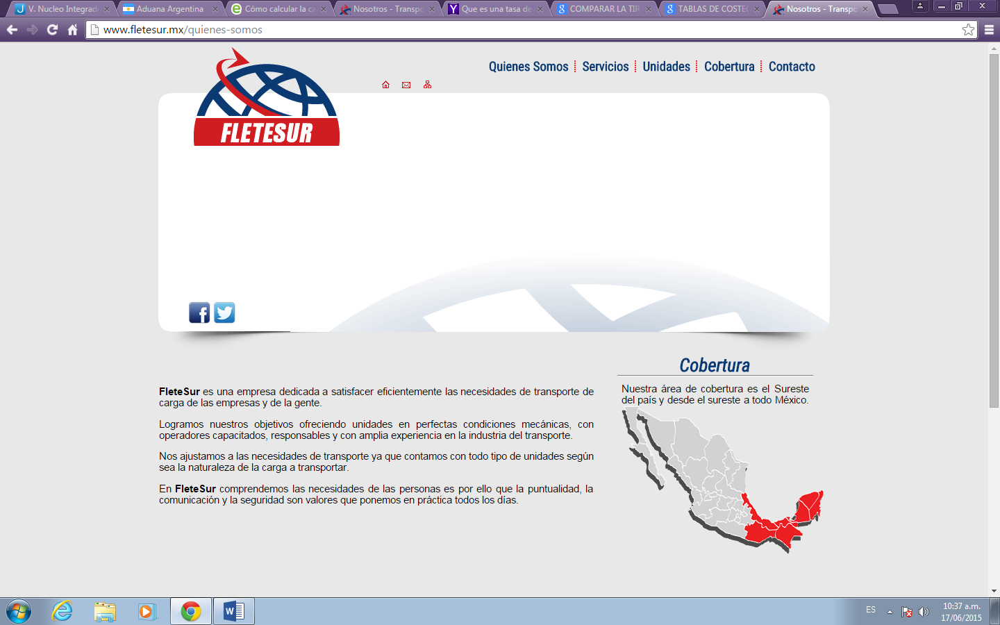 V. Nucleo Integrad
Aduana Argentina
Cómo calcular la ca
Nosotros - Transpo
Que es una tasa de
COMPARAR LA TIR
TABLAS DE COSTEO
Nosotros - Transpo
www.fletesur.mx/quienes-somos
FLETESUR
Quienes Somos
Servicios
Unidades
Cobertura
Contacto
Cobertura
Nuestra área de cobertura es el Sureste
del país y desde el sureste a todo México.
FleteSur es una empresa dedicada a satisfacer eficientemente las necesidades de transporte de
carga de las empresas y de la gente.
Logramos nuestros objetivos ofreciendo unidades en perfectas condiciones mecánicas, con
operadores capacitados, responsables y con amplia experiencia en la industria del transporte.
Nos ajustamos a las necesidades de transporte ya que contamos con todo tipo de unidades según
sea la naturaleza de la carga a transportar.
En FleteSur comprendemos las necesidades de las personas es por ello que la puntualidad, la
comunicación y la seguridad son valores que ponemos en práctica todos los días.
ES
10:37 a.m.
17/06/2015